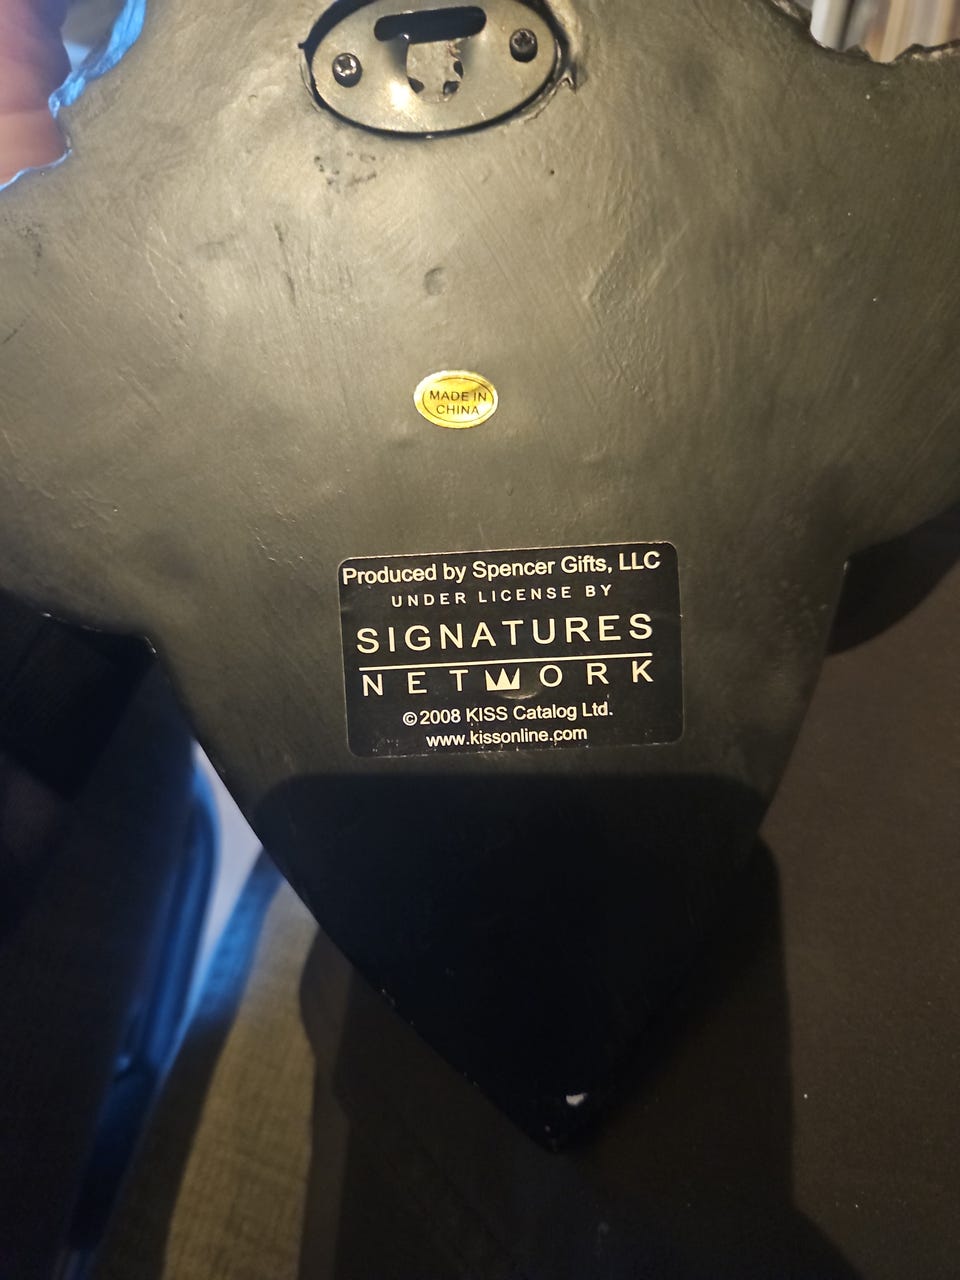 MADE IN
CHINA
Produced by Spencer Gifts, LLC
UNDER LICENSE BY
SIGNATURES
NETWORK
©2008 KISS Catalog Ltd.
www.kissonline.com